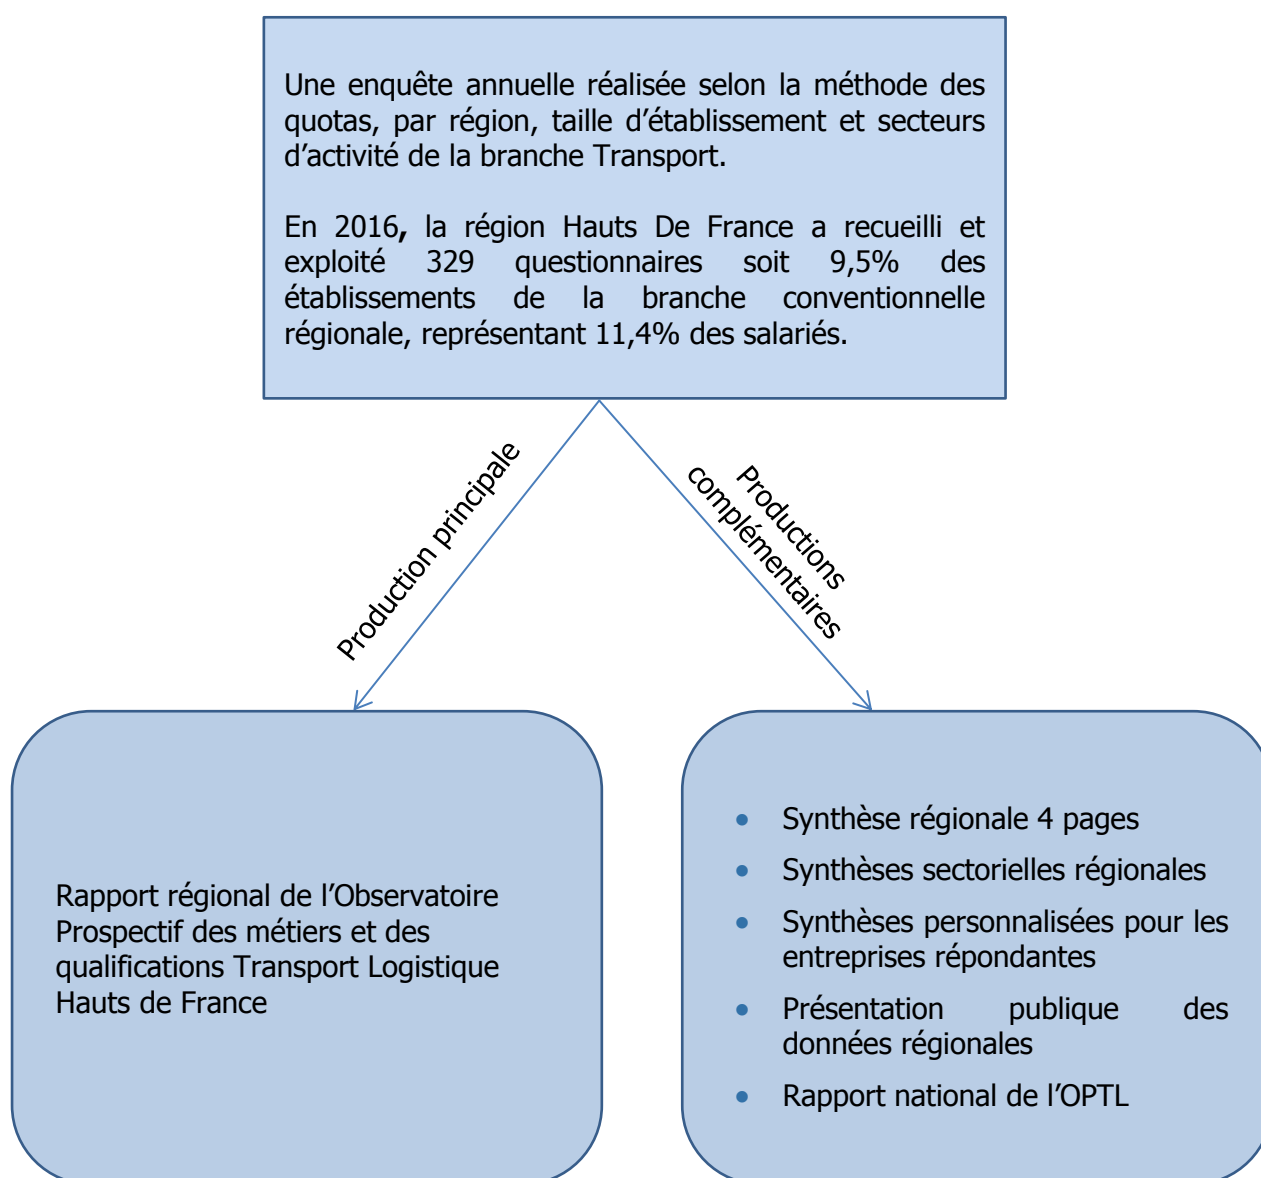 Une enquête annuelle réalisée selon la méthode des
quotas, par région, taille d’établissement et secteurs
d’activité de la branche Transport.
En 2016, la région Hauts De France a recueilli et
exploité 329 questionnaires soit 9,5% des
établissements de la branche conventionnelle
régionale, représentant 11,4% des salariés.
Production principale
Productions
complémentaires
Rapport régional de l’Observatoire
Prospectif des métiers et des
qualifications Transport Logistique
Hauts de France
• Synthèse régionale 4 pages
• Synthèses sectorielles régionales
• Synthèses personnalisées pour les
entreprises répondantes
• Présentation publique des
données régionales
• Rapport national de l’OPTL